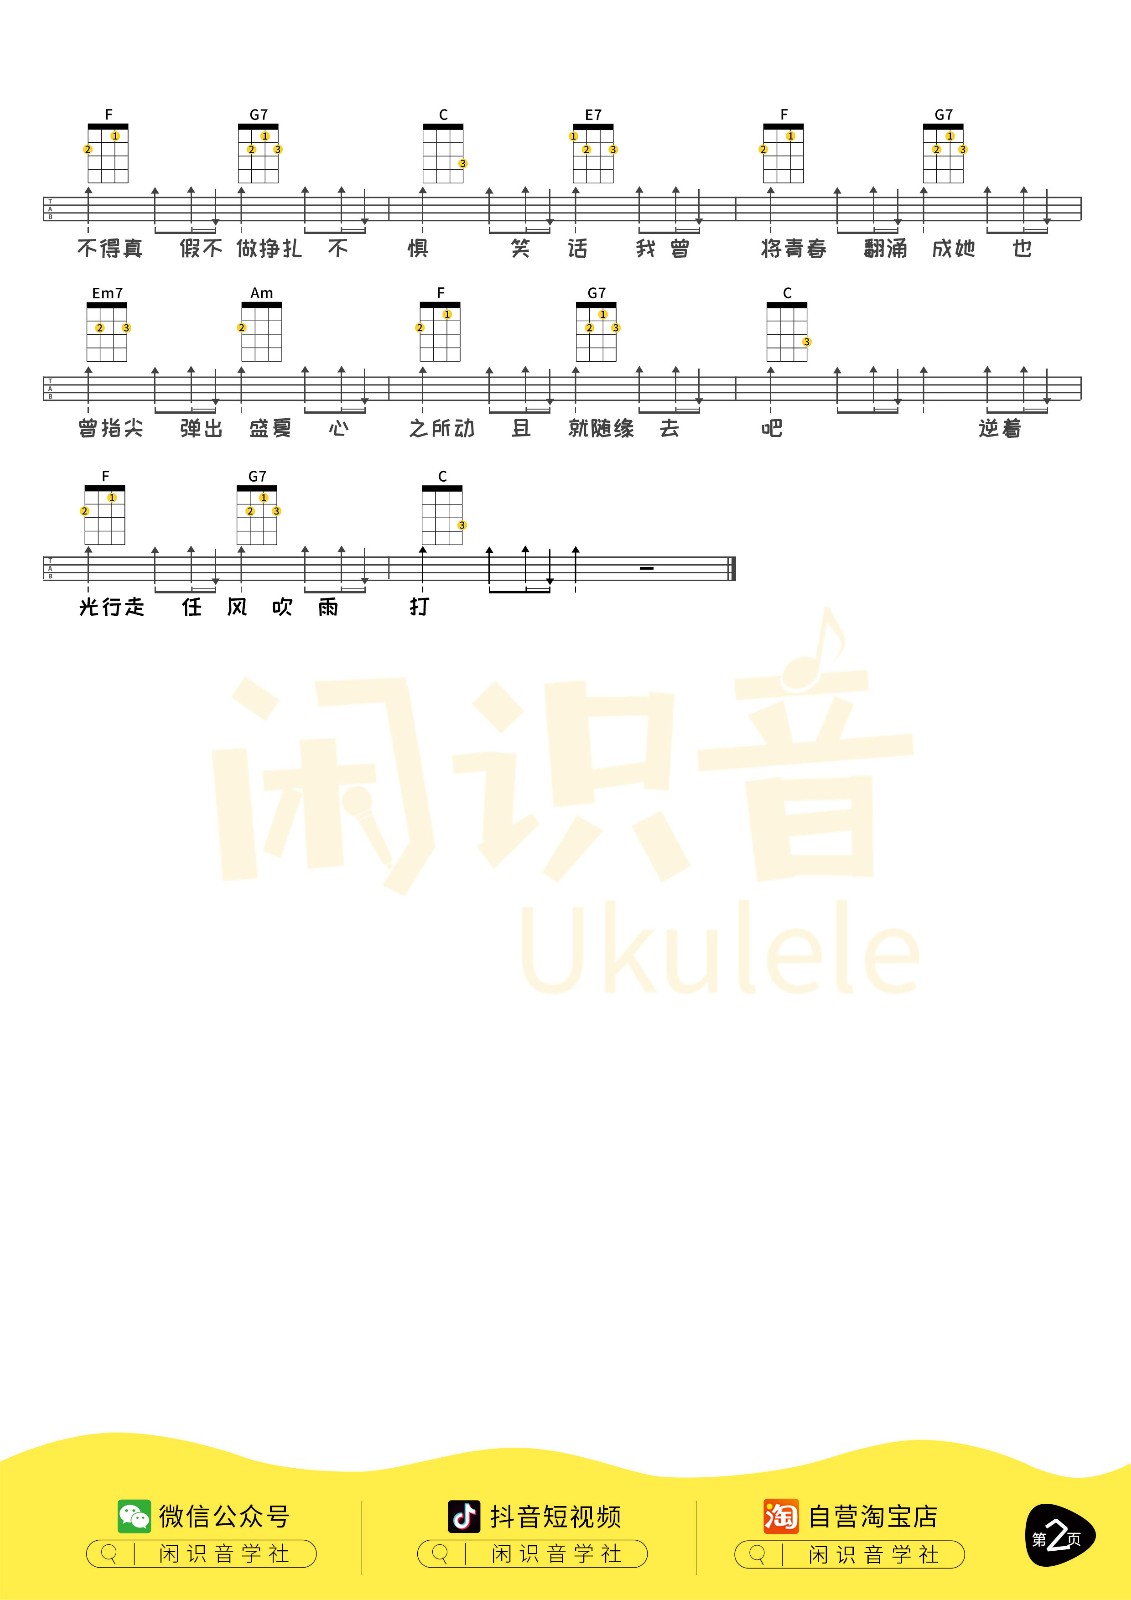 F G7 C E7 F G7
不得真 假不 做挣扎 不 惧 笑 话 我 曾 将青春 翻涌 成她 也
Em7 Am F G7 C
曾指尖 弹出 盛夏 心 之所动 且 就随缘 去 吧 逆着
F G7 C
光行走 任 风 吹 雨 打
闲识音
Ukulele
微信公众号 抖音短视频 自营淘宝店
闲识音学社 闲识音学社 闲识音学社
第2页